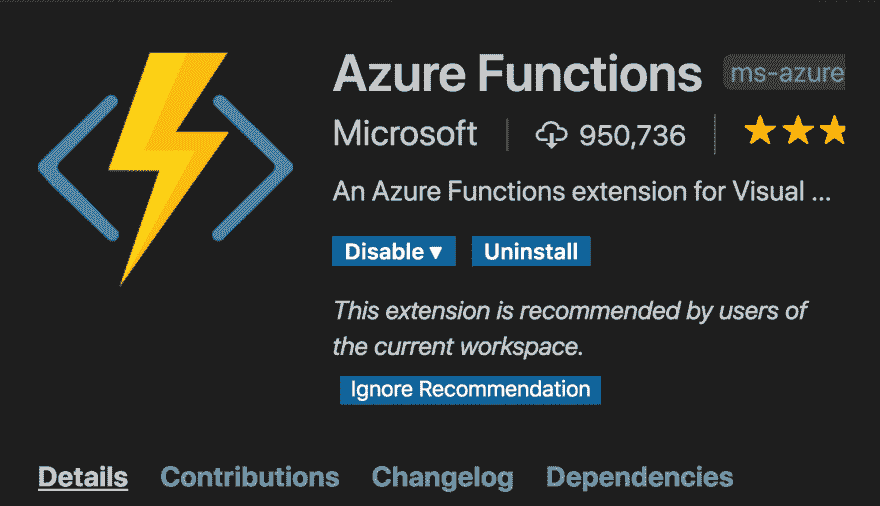 Azure Functions ms-azure
Microsoft 950,736
An Azure Functions extension for Visual ...
Disable ▾ Uninstall
This extension is recommended by users of
the current workspace.
Ignore Recommendation
Details Contributions Changelog Dependencies